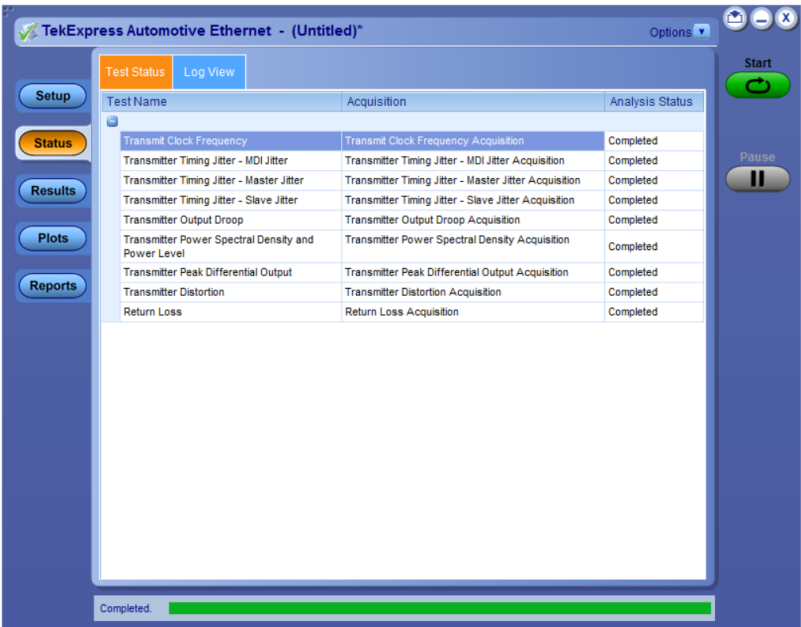 TekExpress Automotive Ethernet - (Untitled)*
Options
Start
Pause
Setup
Status
Results
Plots
Reports
Test Status
Log View
Test Name Acquisition Analysis Status
Transmit Clock Frequency Transmit Clock Frequency Acquisition Completed
Transmitter Timing Jitter - MDI Jitter Transmitter Timing Jitter - MDI Jitter Acquisition Completed
Transmitter Timing Jitter - Master Jitter Transmitter Timing Jitter - Master Jitter Acquisition Completed
Transmitter Timing Jitter - Slave Jitter Transmitter Timing Jitter - Slave Jitter Acquisition Completed
Transmitter Output Droop Transmitter Output Droop Acquisition Completed
Transmitter Power Spectral Density and
Power Level
Transmitter Power Spectral Density Acquisition Completed
Transmitter Peak Differential Output Transmitter Peak Differential Output Acquisition Completed
Transmitter Distortion Transmitter Distortion Acquisition Completed
Return Loss Return Loss Acquisition Completed
Completed.